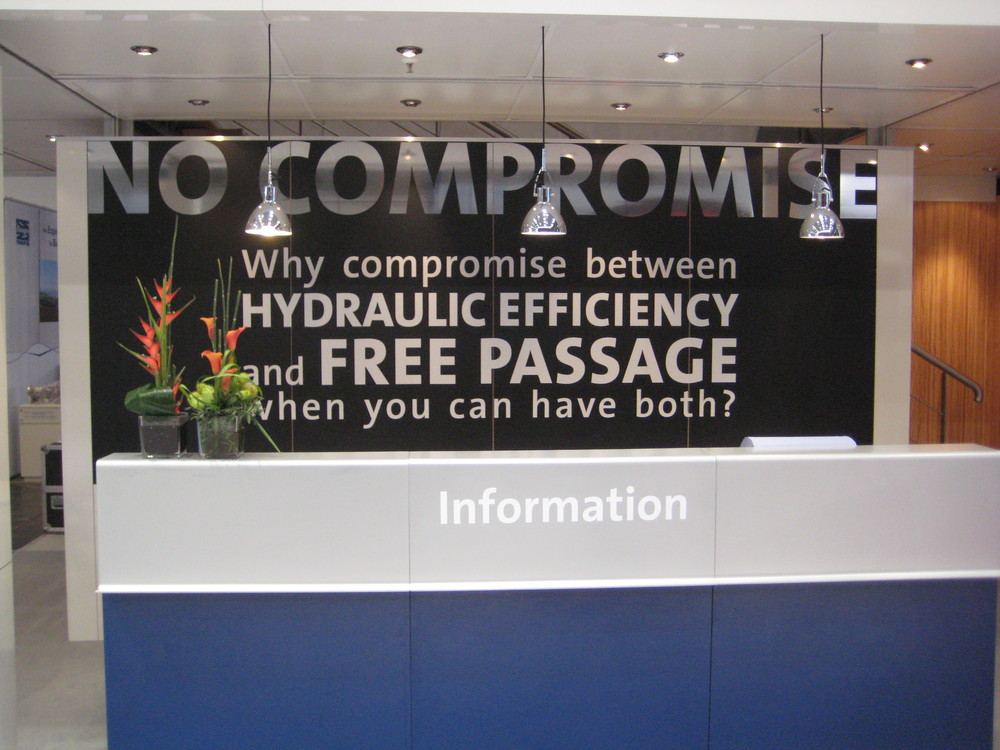 NO COMPROMISE
Why compromise between
HYDRAULIC EFFICIENCY
and FREE PASSAGE
when you can have both?
Information